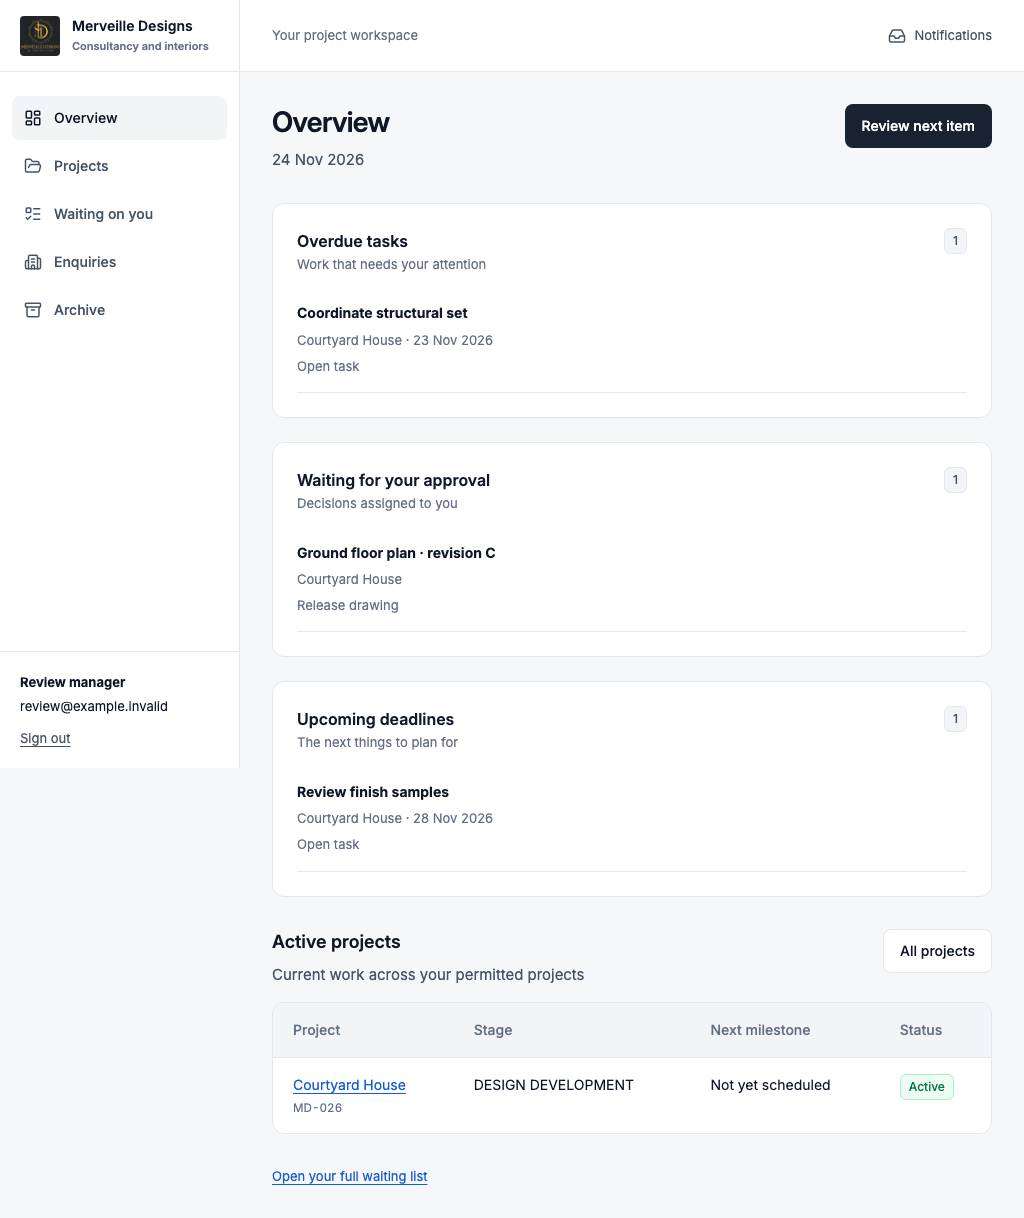 Merveille Designs
Consultancy and interiors
Your project workspace
Notifications
Overview
Projects
Waiting on you
Enquiries
Archive
Review manager
review@example.invalid
Sign out
Overview
24 Nov 2026
Review next item
Overdue tasks
1
Work that needs your attention
Coordinate structural set
Courtyard House · 23 Nov 2026
Open task
Waiting for your approval
1
Decisions assigned to you
Ground floor plan · revision C
Courtyard House
Release drawing
Upcoming deadlines
1
The next things to plan for
Review finish samples
Courtyard House · 28 Nov 2026
Open task
Active projects
Current work across your permitted projects
All projects
Project Stage Next milestone Status
Courtyard House DESIGN DEVELOPMENT Not yet scheduled Active
MD-026
Open your full waiting list